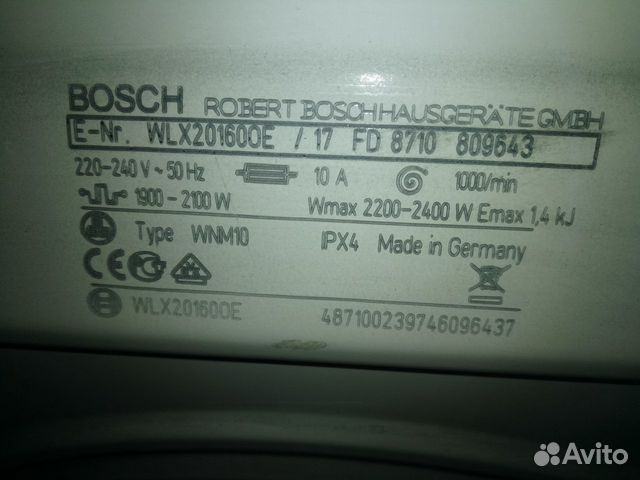 BOSCH ROBERT BOSCH HAUSGERÄTE GMBH
E-Nr. WLX20160OE / 17 FD 8710 809643
220-240 V ~ 50 Hz 10 A 1000/min
1900 - 2100 W Wmax 2200-2400 W Emax 1,4 kJ
Type WNM10 IPX4 Made in Germany
CE
WLX20160OE 487100239746096437
Avito